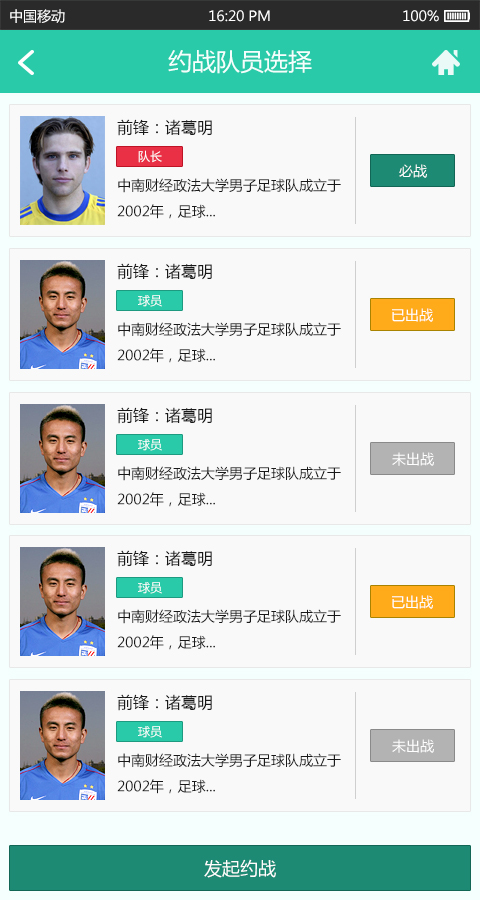 中国移动 16:20 PM 100%
约战队员选择
前锋：诸葛明
队长
中南财经政法大学男子足球队成立于
2002年，足球...
必战
前锋：诸葛明
球员
中南财经政法大学男子足球队成立于
2002年，足球...
已出战
前锋：诸葛明
球员
中南财经政法大学男子足球队成立于
2002年，足球...
未出战
前锋：诸葛明
球员
中南财经政法大学男子足球队成立于
2002年，足球...
已出战
前锋：诸葛明
球员
中南财经政法大学男子足球队成立于
2002年，足球...
未出战
发起约战